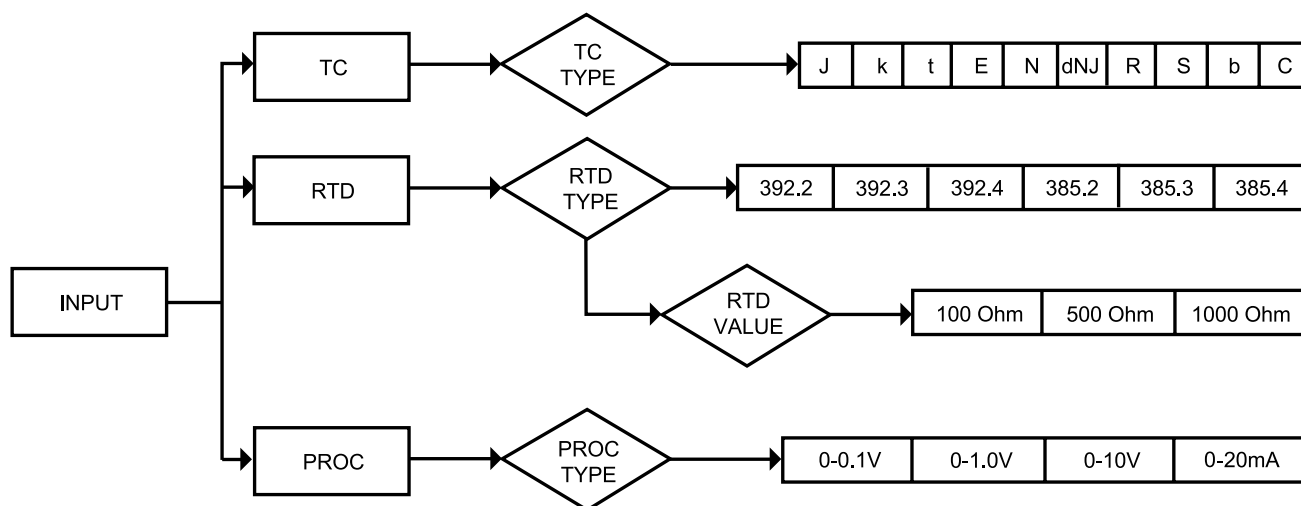 TC
TC
TYPE
J k t E N dNJ R S b C
RTD
RTD
TYPE
392.2 392.3 392.4 385.2 385.3 385.4
INPUT
RTD
VALUE
100 Ohm 500 Ohm 1000 Ohm
PROC
PROC
TYPE
0-0.1V 0-1.0V 0-10V 0-20mA